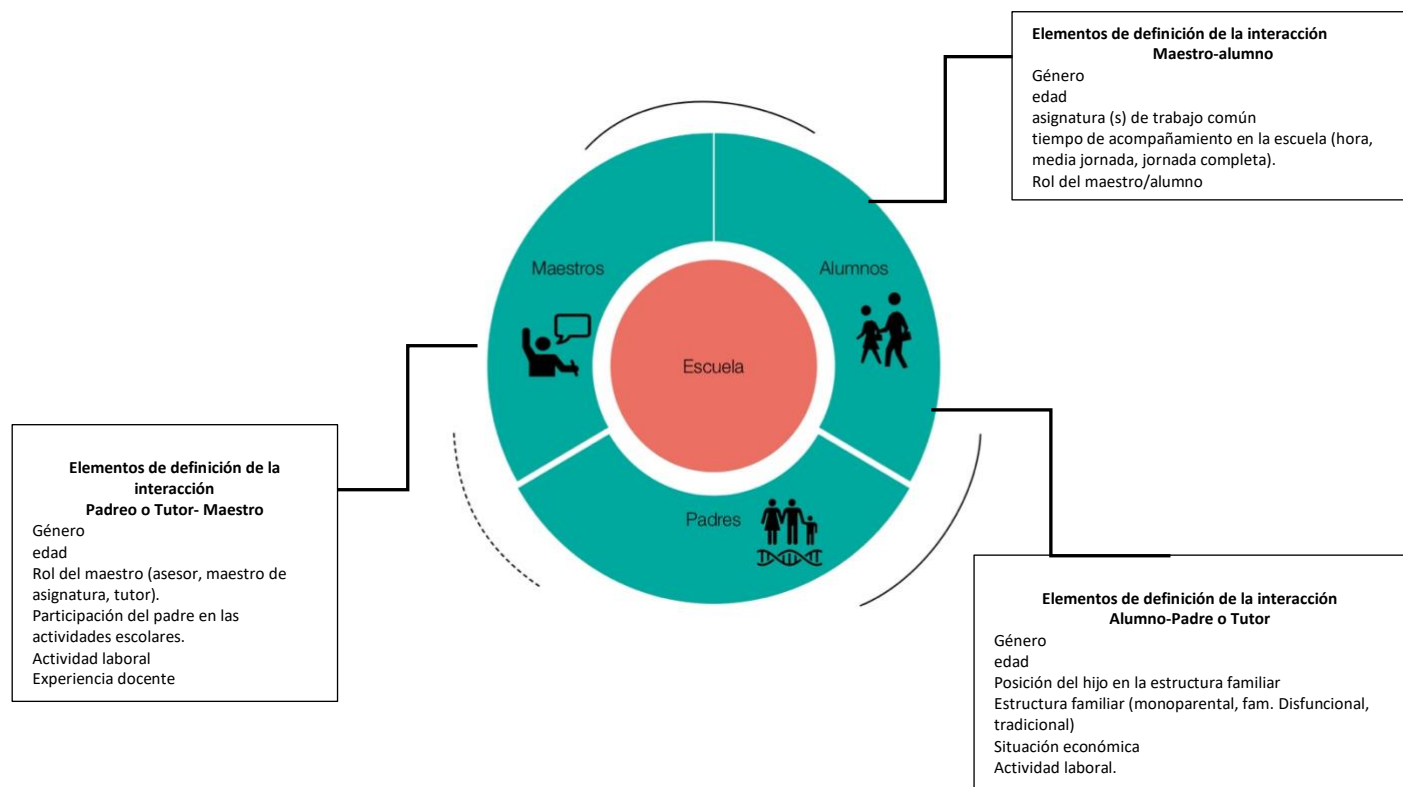 Elementos de definición de la interacción
Maestro-alumno
Género
edad
asignatura (s) de trabajo común
tiempo de acompañamiento en la escuela (hora,
media jornada, jornada completa).
Rol del maestro/alumno
Maestros
Alumnos
Escuela
Padres
Elementos de definición de la
interacción
Padreo o Tutor- Maestro
Género
edad
Rol del maestro (asesor, maestro de
asignatura, tutor).
Participación del padre en las
actividades escolares.
Actividad laboral
Experiencia docente
Elementos de definición de la interacción
Alumno-Padre o Tutor
Género
edad
Posición del hijo en la estructura familiar
Estructura familiar (monoparental, fam. Disfuncional,
tradicional)
Situación económica
Actividad laboral.